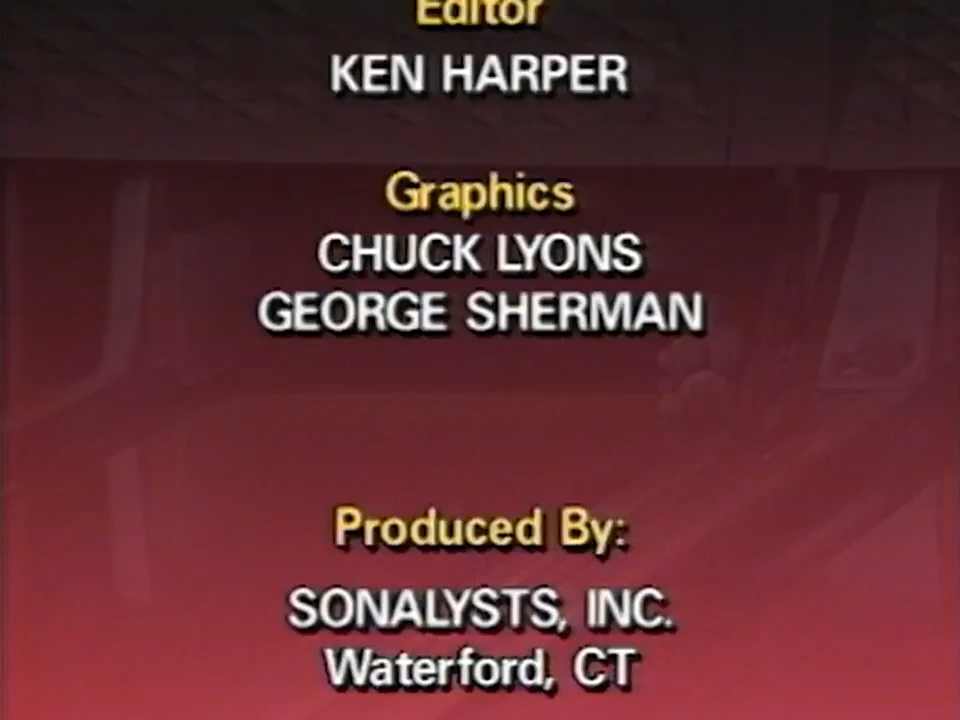 Editor
KEN HARPER
Graphics
CHUCK LYONS
GEORGE SHERMAN
Produced By:
SONALYSTS, INC.
Waterford, CT